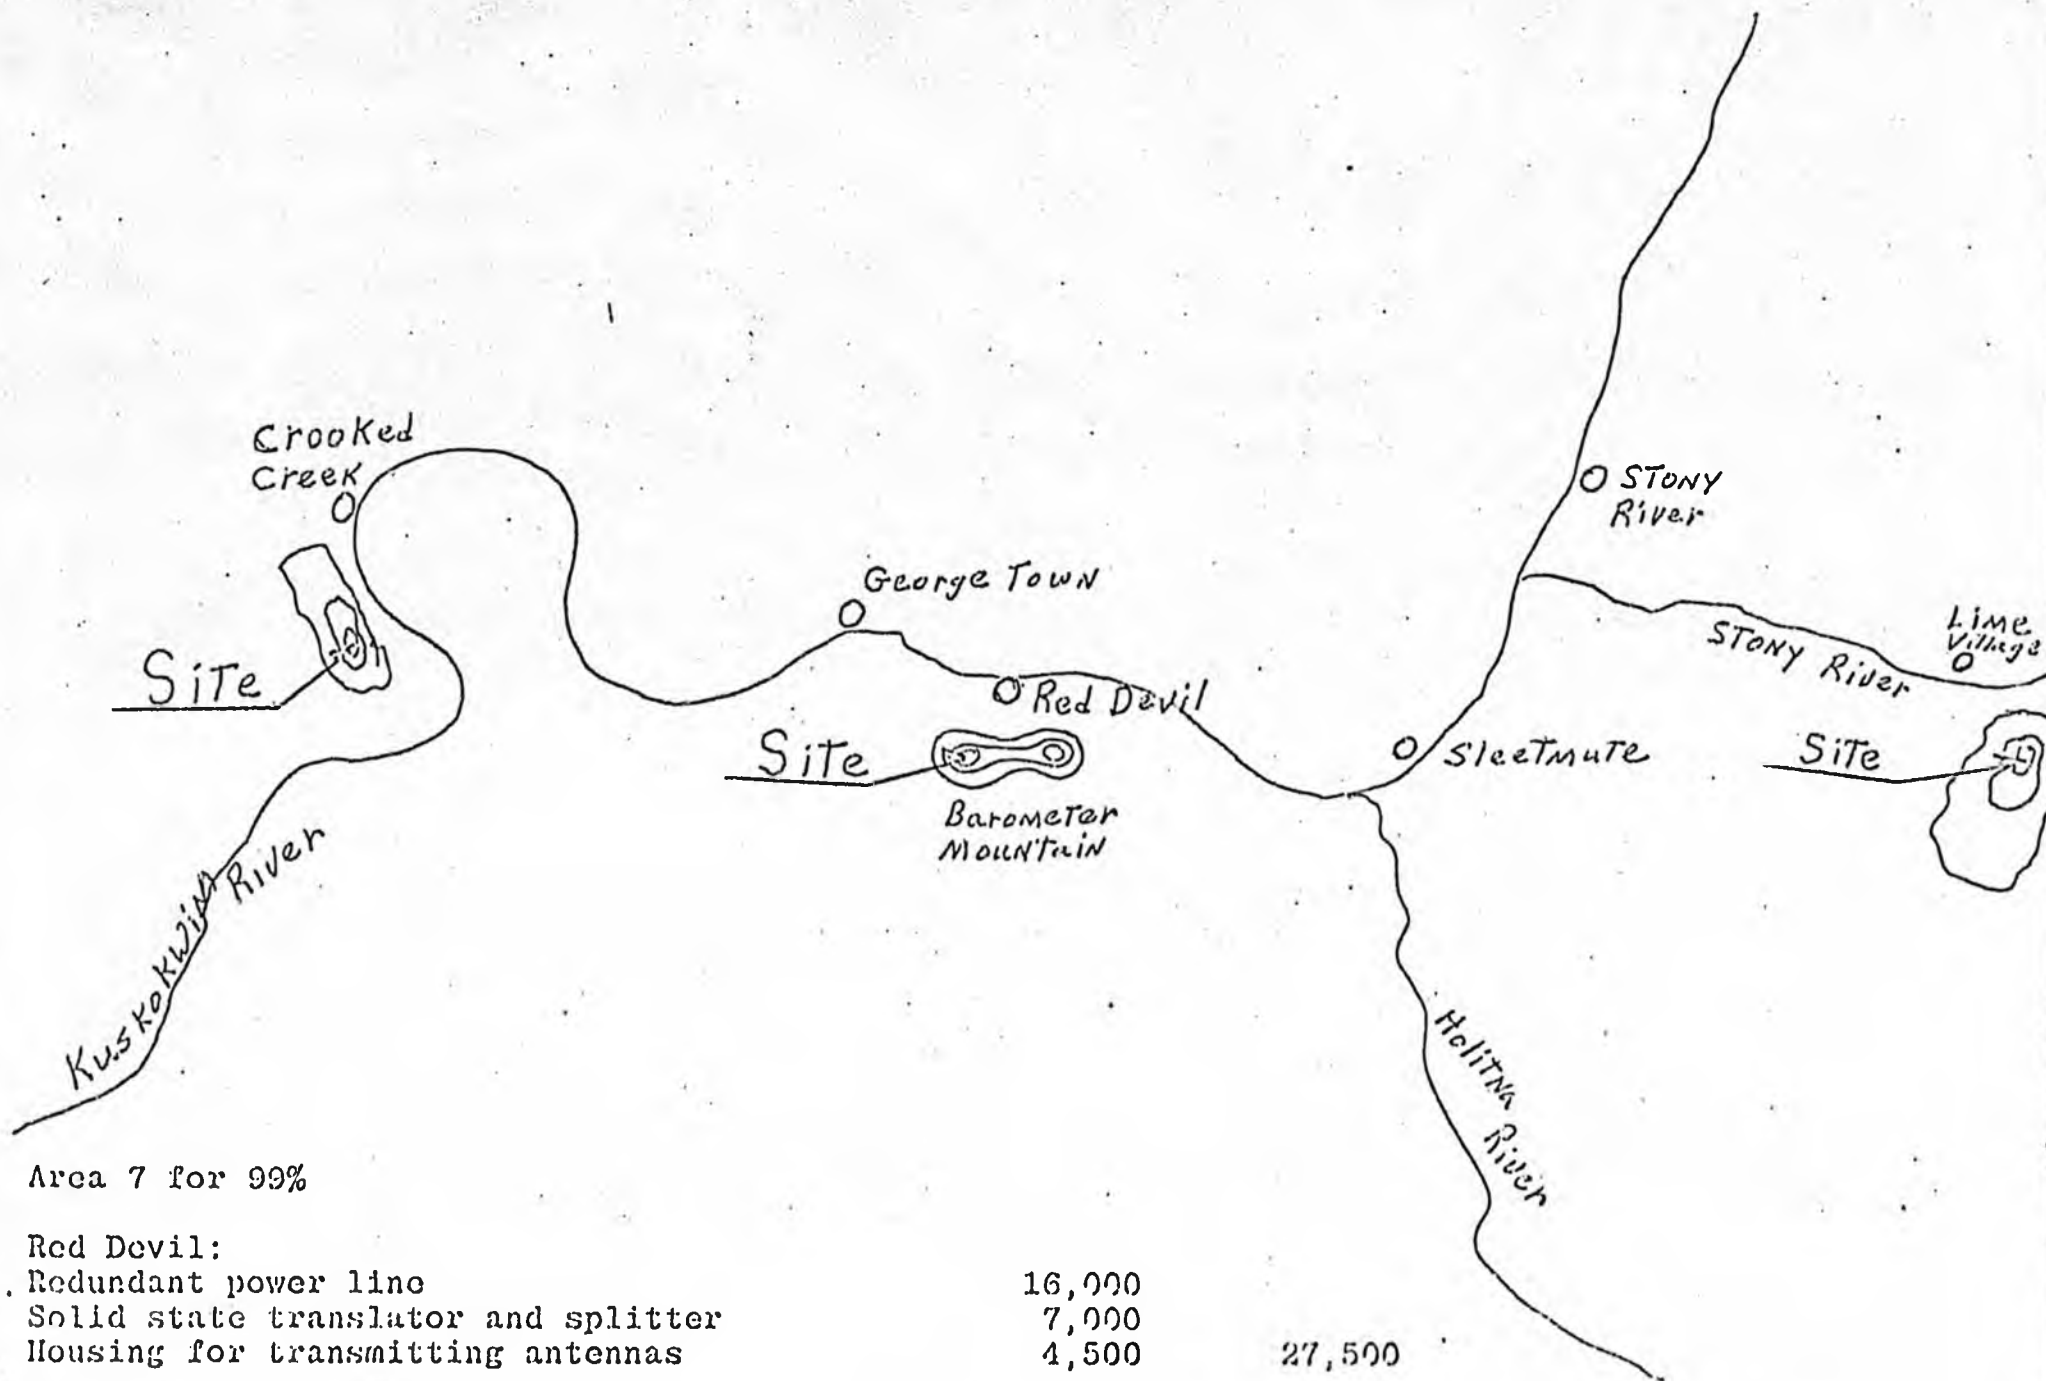 Crooked
Creek
STONY
River
George Town
Lime
Village
STONY River
Site
Red Devil
Site
Sleetmute
Site
Barometer
Mountain
Kuskokwim River
Holitna River
Area 7 for 99%
Red Devil:
Redundant power line 16,000
Solid state translator and splitter 7,000
Housing for transmitting antennas 4,500 27,500